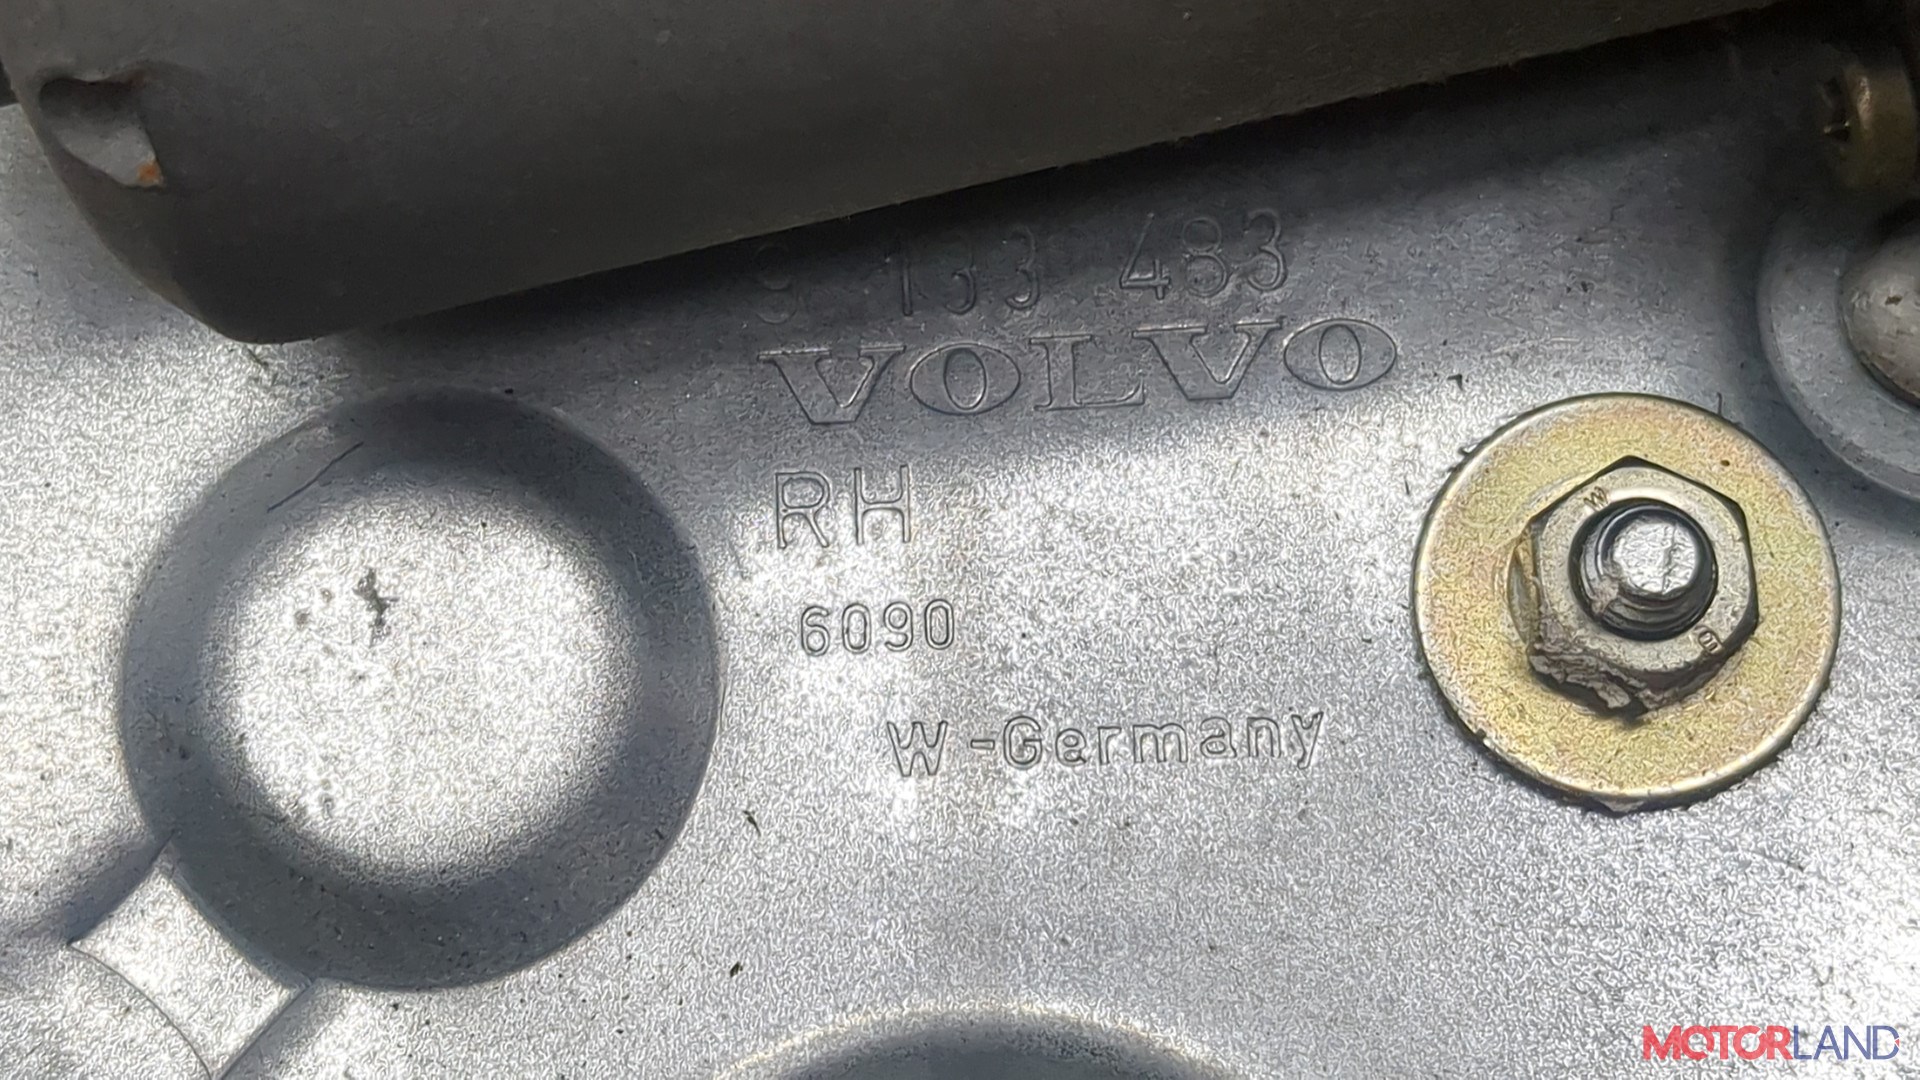 9 133 483
VOLVO
RH
6090
W-Germany
MOTORLAND